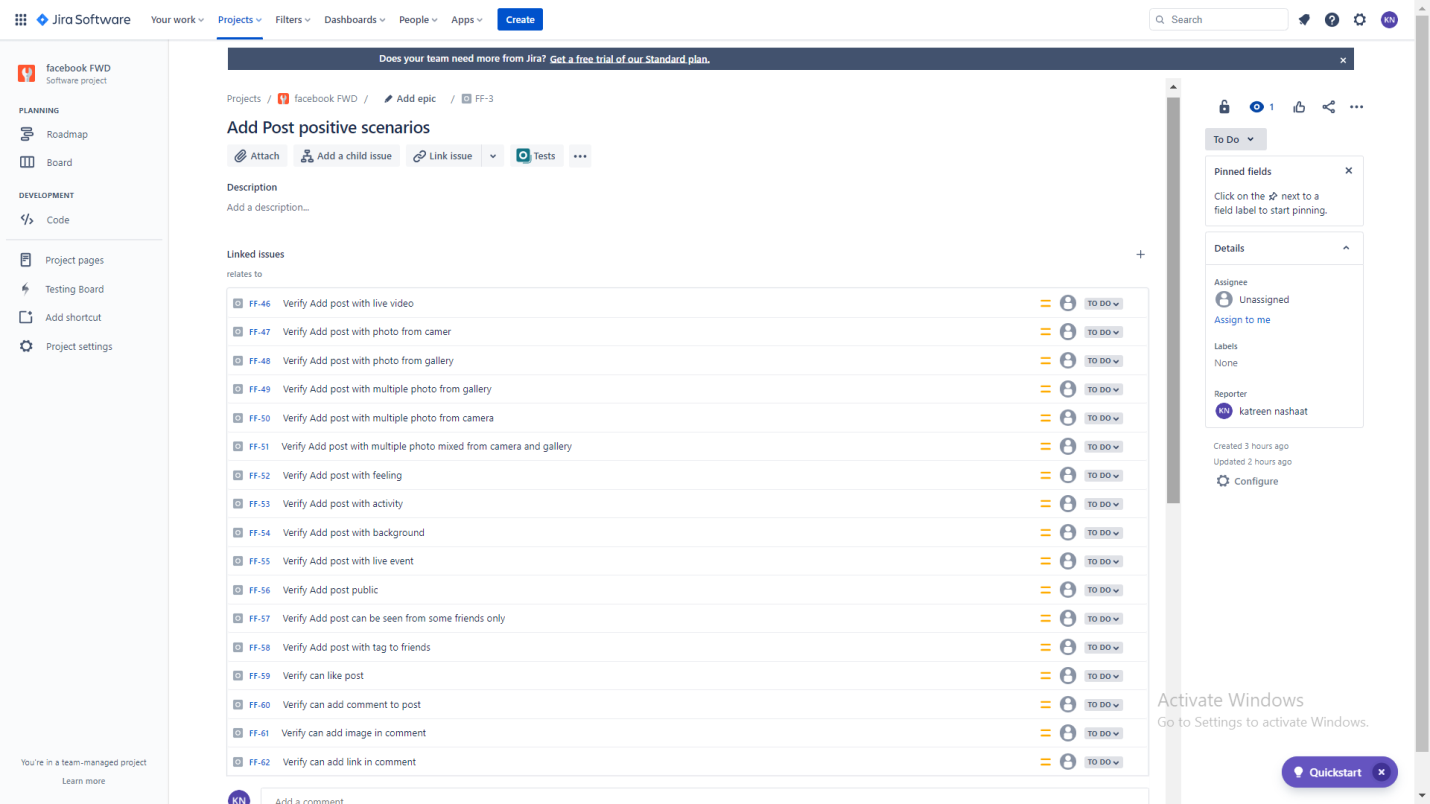 Jira Software
Your work
Projects
Filters
Dashboards
People
Apps
Create
Search
KN
facebook FWD
Software project
PLANNING
Roadmap
Board
DEVELOPMENT
Code
Project pages
Testing Board
Add shortcut
Project settings
You're in a team-managed project
Learn more
Does your team need more from Jira? Get a free trial of our Standard plan.
Projects / facebook FWD / Add epic / FF-3
Add Post positive scenarios
Attach
Add a child issue
Link issue
Tests
Description
Add a description...
Linked issues
relates to
FF-46 Verify Add post with live video TO DO
FF-47 Verify Add post with photo from camer TO DO
FF-48 Verify Add post with photo from gallery TO DO
FF-49 Verify Add post with multiple photo from gallery TO DO
FF-50 Verify Add post with multiple photo from camera TO DO
FF-51 Verify Add post with multiple photo mixed from camera and gallery TO DO
FF-52 Verify Add post with feeling TO DO
FF-53 Verify Add post with activity TO DO
FF-54 Verify Add post with background TO DO
FF-55 Verify Add post with live event TO DO
FF-56 Verify Add post public TO DO
FF-57 Verify Add post can be seen from some friends only TO DO
FF-58 Verify Add post with tag to friends TO DO
FF-59 Verify can like post TO DO
FF-60 Verify can add comment to post TO DO
FF-61 Verify can add image in comment TO DO
FF-62 Verify can add link in comment TO DO
KN
Add a comment
1
To Do
Pinned fields
Click on the next to a
field label to start pinning.
Details
Assignee
Unassigned
Assign to me
Labels
None
Reporter
KN katreen nashaat
Created 3 hours ago
Updated 2 hours ago
Configure
Activate Windows
Go to Settings to activate Windows.
Quickstart